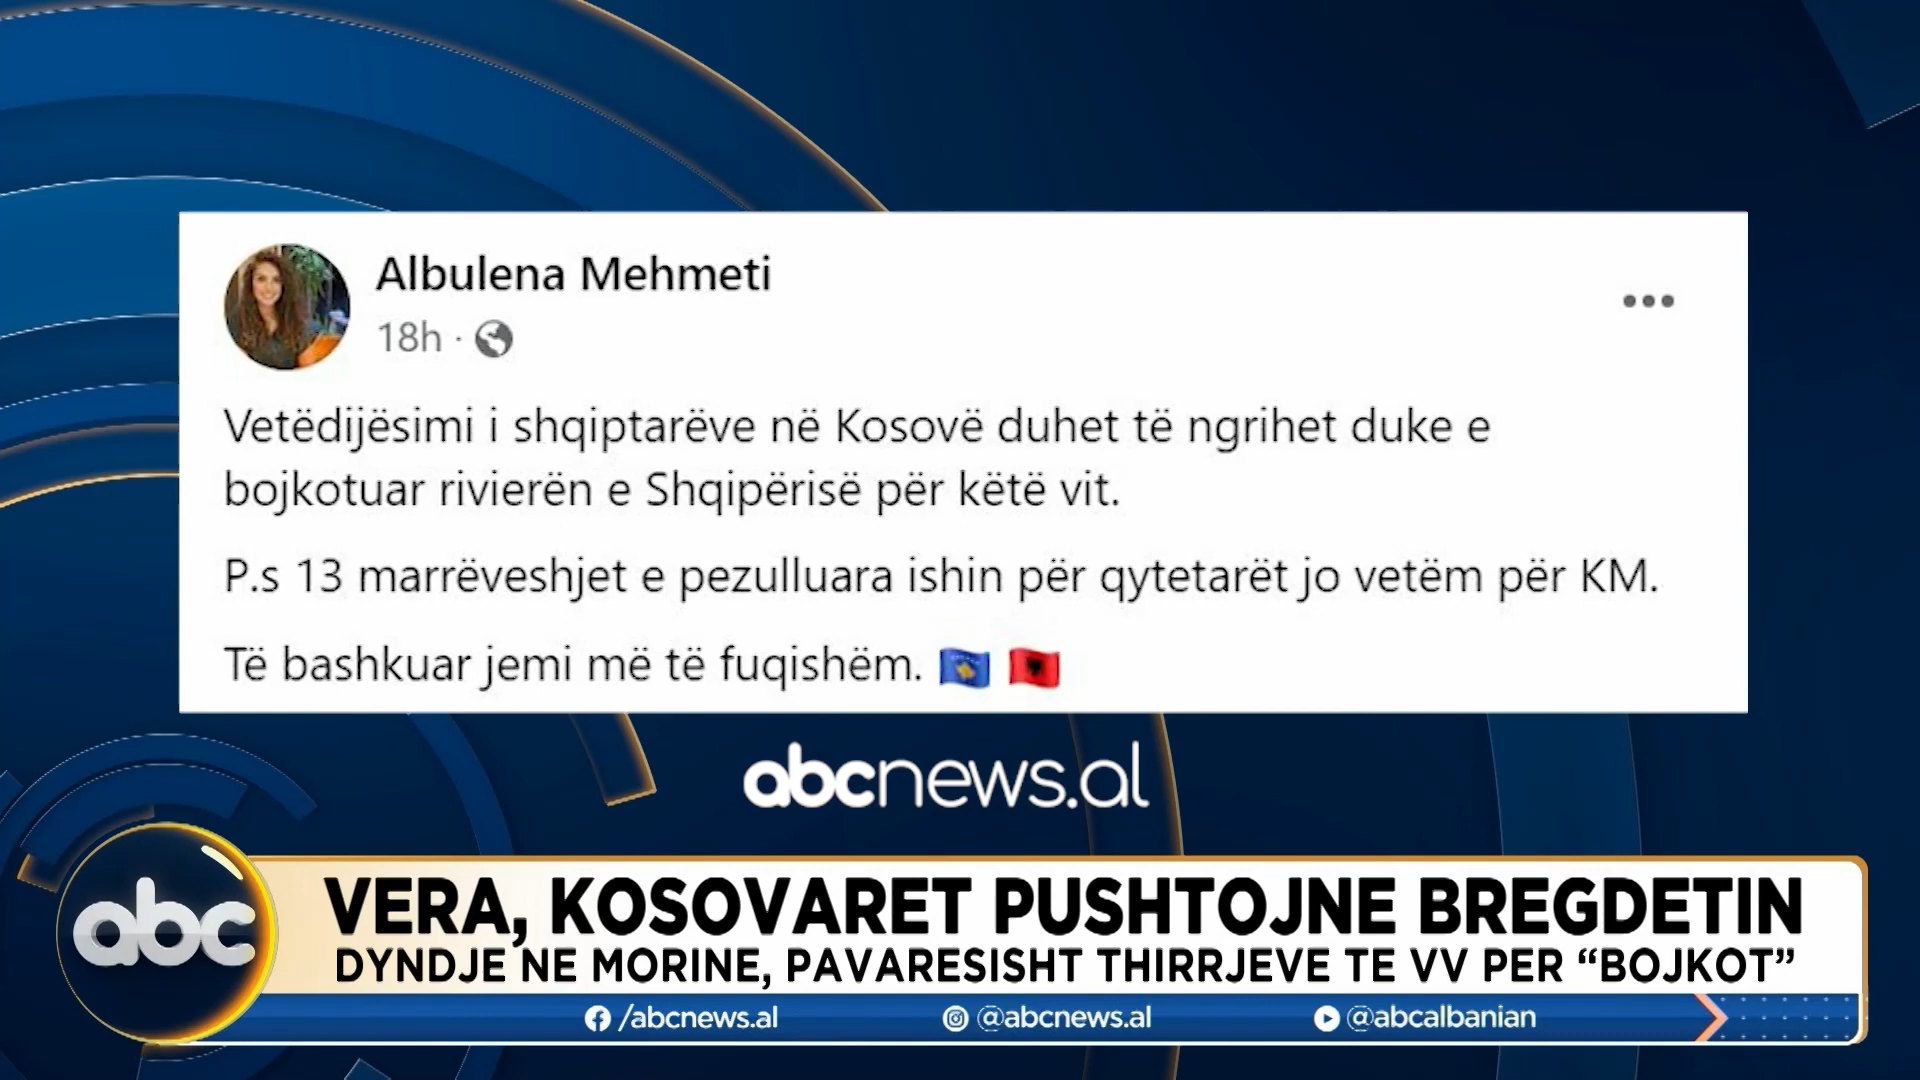 Albulena Mehmeti
18h ·
Vetëdijësimi i shqiptarëve në Kosovë duhet të ngrihet duke e
bojkotuar rivierën e Shqipërisë për këtë vit.
P.s 13 marrëveshjet e pezulluara ishin për qytetarët jo vetëm për KM.
Të bashkuar jemi më të fuqishëm. 🇽🇰 🇦🇱
abcnews.al
abc
VERA, KOSOVARET PUSHTOJNE BREGDETIN
DYNDJE NE MORINE, PAVARESISHT THIRRJEVE TE VV PER “BOJKOT”
/abcnews.al @abcnews.al @abcalbanian